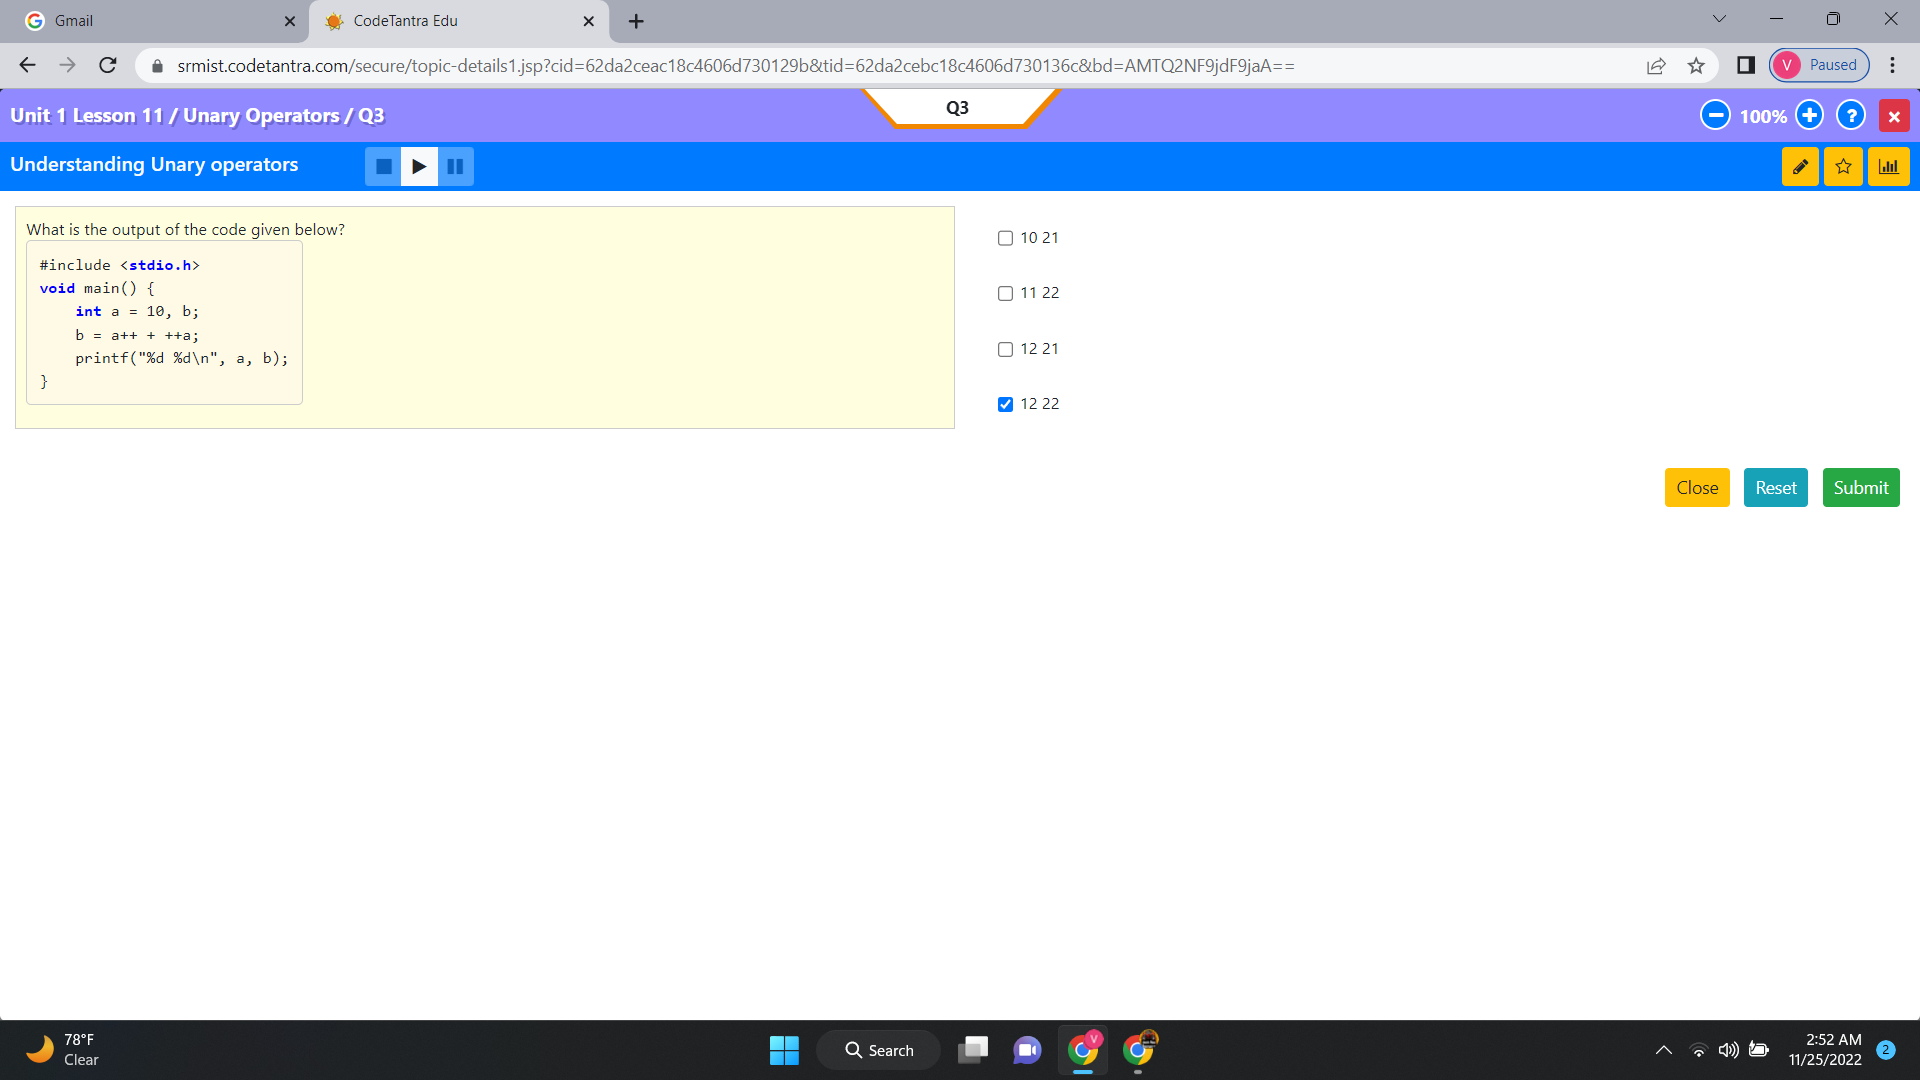 Gmail
CodeTantra Edu
srmist.codetantra.com/secure/topic-details1.jsp?cid=62da2ceac18c4606d730129b&tid=62da2cebc18c4606d730136c&bd=AMTQ2NF9jdF9jaA==
V Paused
Unit 1 Lesson 11 / Unary Operators / Q3
Q3
100%
?
Understanding Unary operators
What is the output of the code given below?
#include <stdio.h>
void main() {
    int a = 10, b;
    b = a++ + ++a;
    printf("%d %d\n", a, b);
}
10 21
11 22
12 21
12 22
Close
Reset
Submit
78°F
Clear
Search
V
2:52 AM
11/25/2022
2